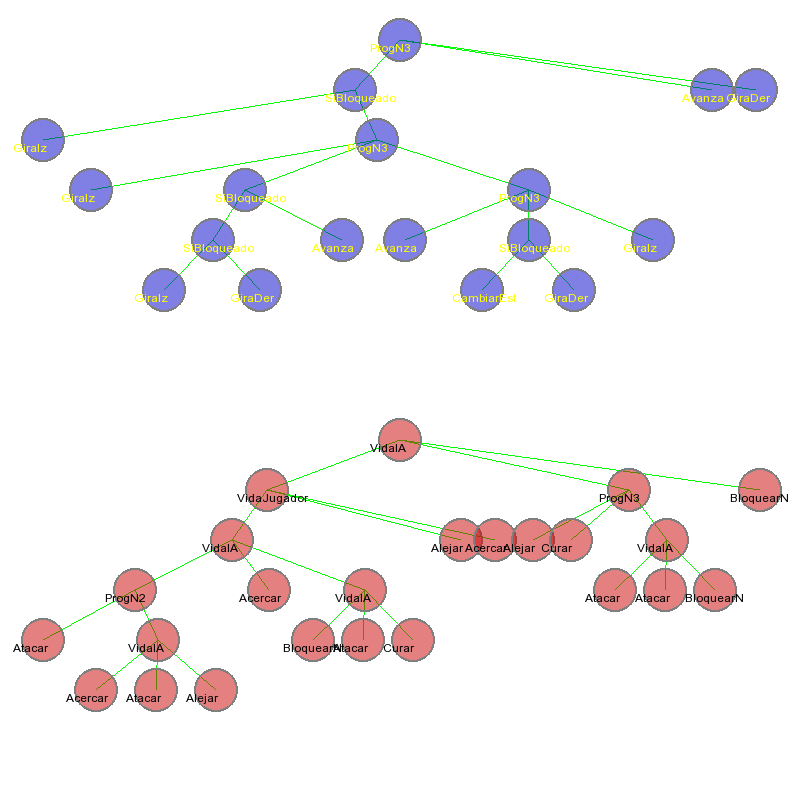 ProgN3
SiBloqueado Avanza GiraDer
GiraIz ProgN3
GiraIz SiBloqueado ProgN3
SiBloqueado Avanza Avanza SiBloqueado GiraIz
GiraIz GiraDer CambiarEst GiraDer
VidaIA
VidaJugador ProgN3 BloquearN
VidaIA Alejar Acercar Alejar Curar VidaIA
ProgN2 Acercar VidaIA Atacar Atacar BloquearN
Atacar VidaIA BloquearN Atacar Curar
Acercar Atacar Alejar